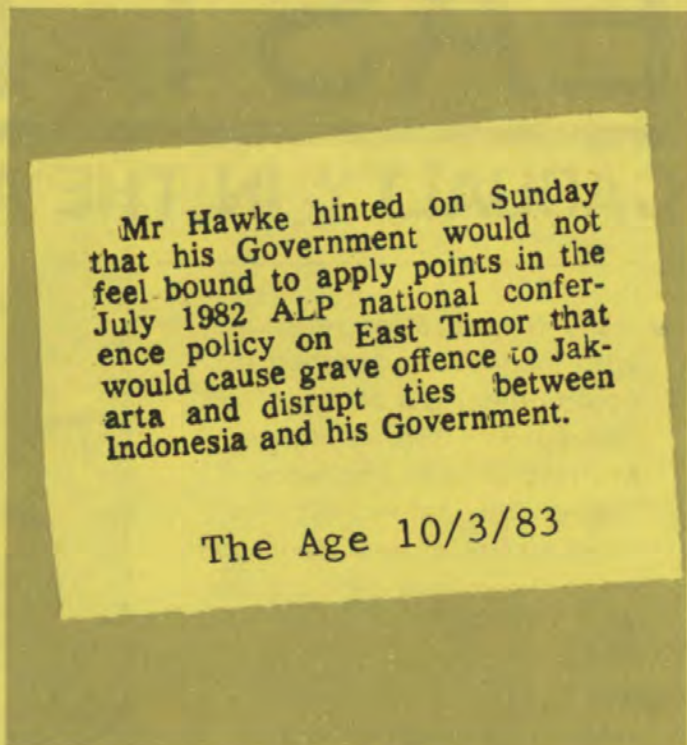 Mr Hawke hinted on Sunday
that his Government would not
feel bound to apply points in the
July 1982 ALP national confer-
ence policy on East Timor that
would cause grave offence to Jak-
arta and disrupt ties between
Indonesia and his Government.
The Age 10/3/83